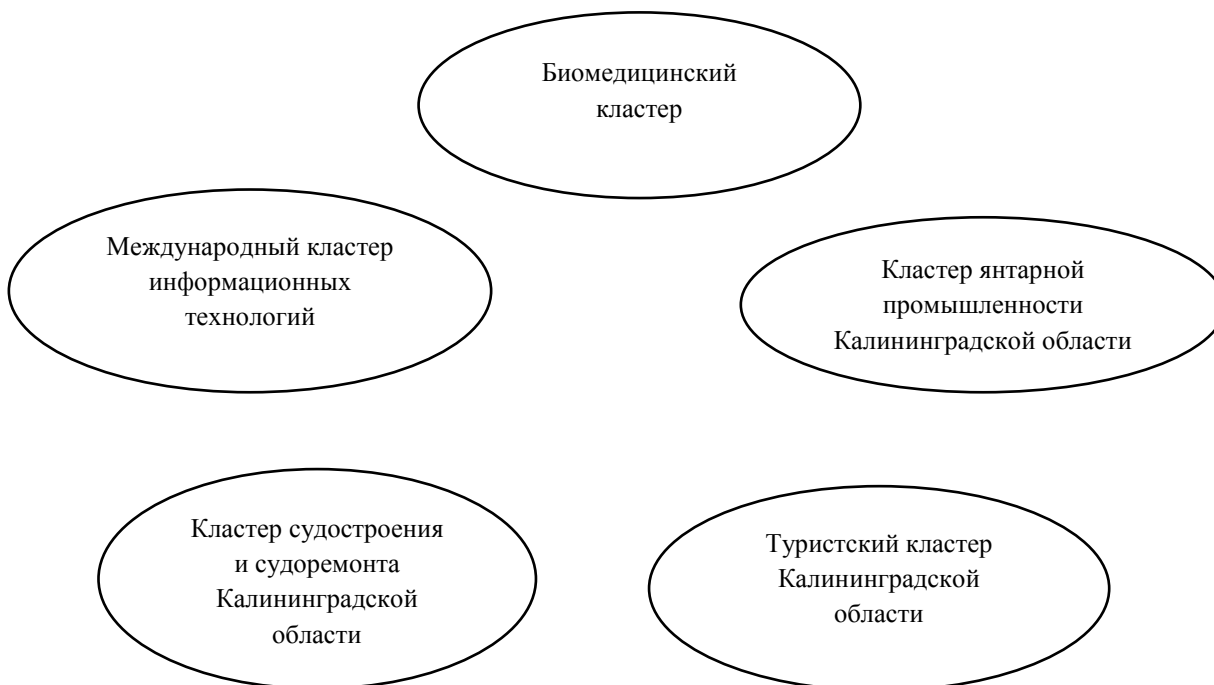 Биомедицинский
кластер
Международный кластер
информационных
технологий
Кластер янтарной
промышленности
Калининградской области
Кластер судостроения
и судоремонта
Калининградской
области
Туристский кластер
Калининградской
области